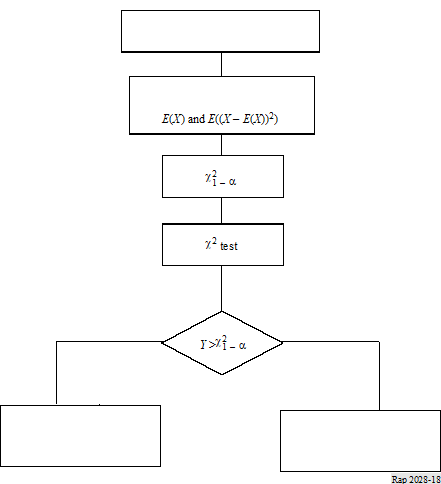 E(X) and E((X – E(X))²)
χ²₁ – α
χ² test
Y >χ²₁ – α
Rap 2028-18